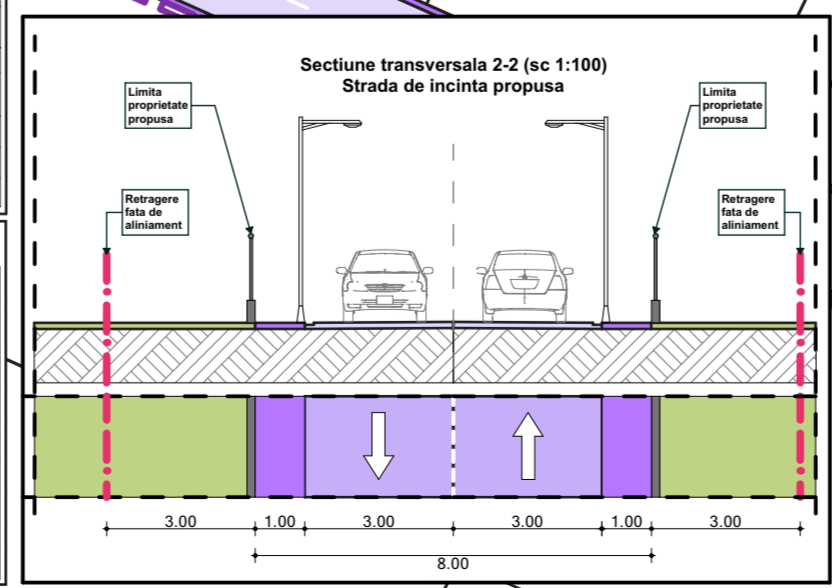 Sectiune transversala 2-2 (sc 1:100)
Strada de incinta propusa
Limita
proprietate
propusa
Limita
proprietate
propusa
Retragere
fata de
aliniament
Retragere
fata de
aliniament
3.00 1.00 3.00 3.00 1.00 3.00
8.00